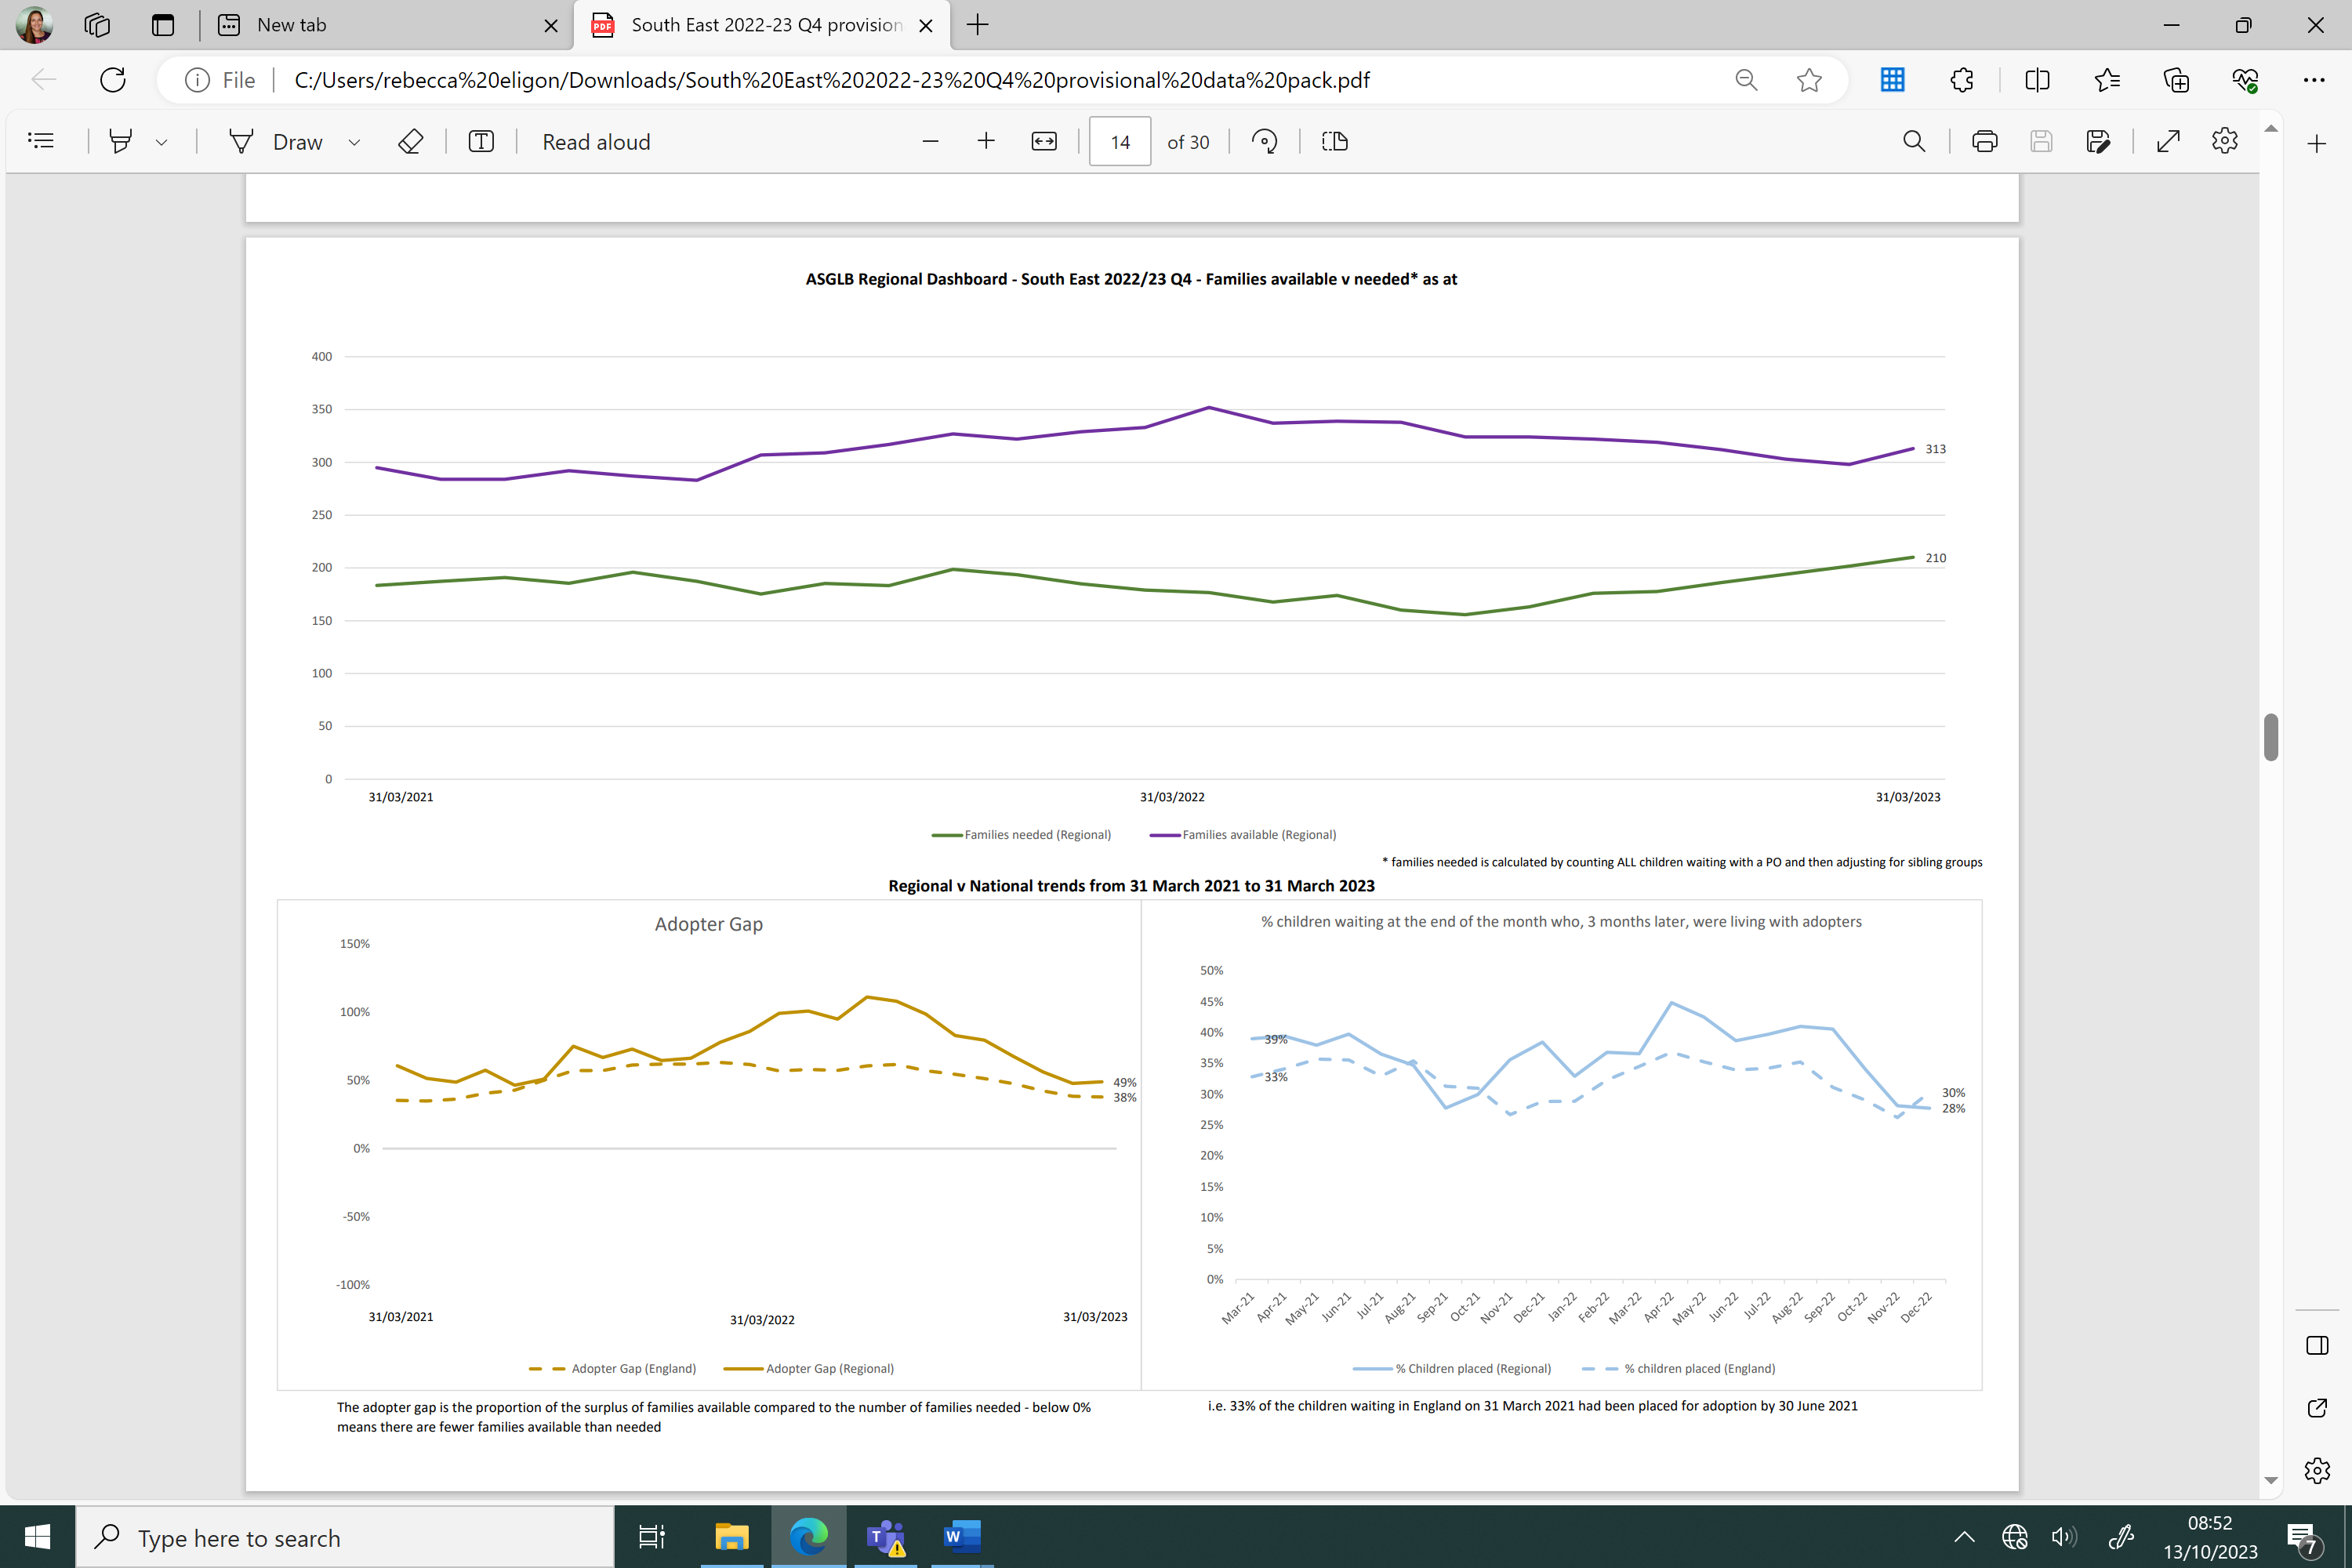 New tab
South East 2022-23 Q4 provision
File
C:/Users/rebecca%20eligon/Downloads/South%20East%202022-23%20Q4%20provisional%20data%20pack.pdf
Draw
Read aloud
14
of 30
ASGLB Regional Dashboard - South East 2022/23 Q4 - Families available v needed* as at
400
350
300
250
200
150
100
50
0
313
210
31/03/2021
31/03/2022
31/03/2023
Families needed (Regional)
Families available (Regional)
* families needed is calculated by counting ALL children waiting with a PO and then adjusting for sibling groups
Regional v National trends from 31 March 2021 to 31 March 2023
Adopter Gap
150%
100%
50%
0%
-50%
-100%
49%
38%
31/03/2021
31/03/2022
31/03/2023
Adopter Gap (England)
Adopter Gap (Regional)
The adopter gap is the proportion of the surplus of families available compared to the number of families needed - below 0%
means there are fewer families available than needed
% children waiting at the end of the month who, 3 months later, were living with adopters
50%
45%
40%
35%
30%
25%
20%
15%
10%
5%
0%
39%
33%
30%
28%
Mar-21
Apr-21
May-21
Jun-21
Jul-21
Aug-21
Sep-21
Oct-21
Nov-21
Dec-21
Jan-22
Feb-22
Mar-22
Apr-22
May-22
Jun-22
Jul-22
Aug-22
Sep-22
Oct-22
Nov-22
Dec-22
% Children placed (Regional)
% children placed (England)
i.e. 33% of the children waiting in England on 31 March 2021 had been placed for adoption by 30 June 2021
Type here to search
08:52
13/10/2023
7